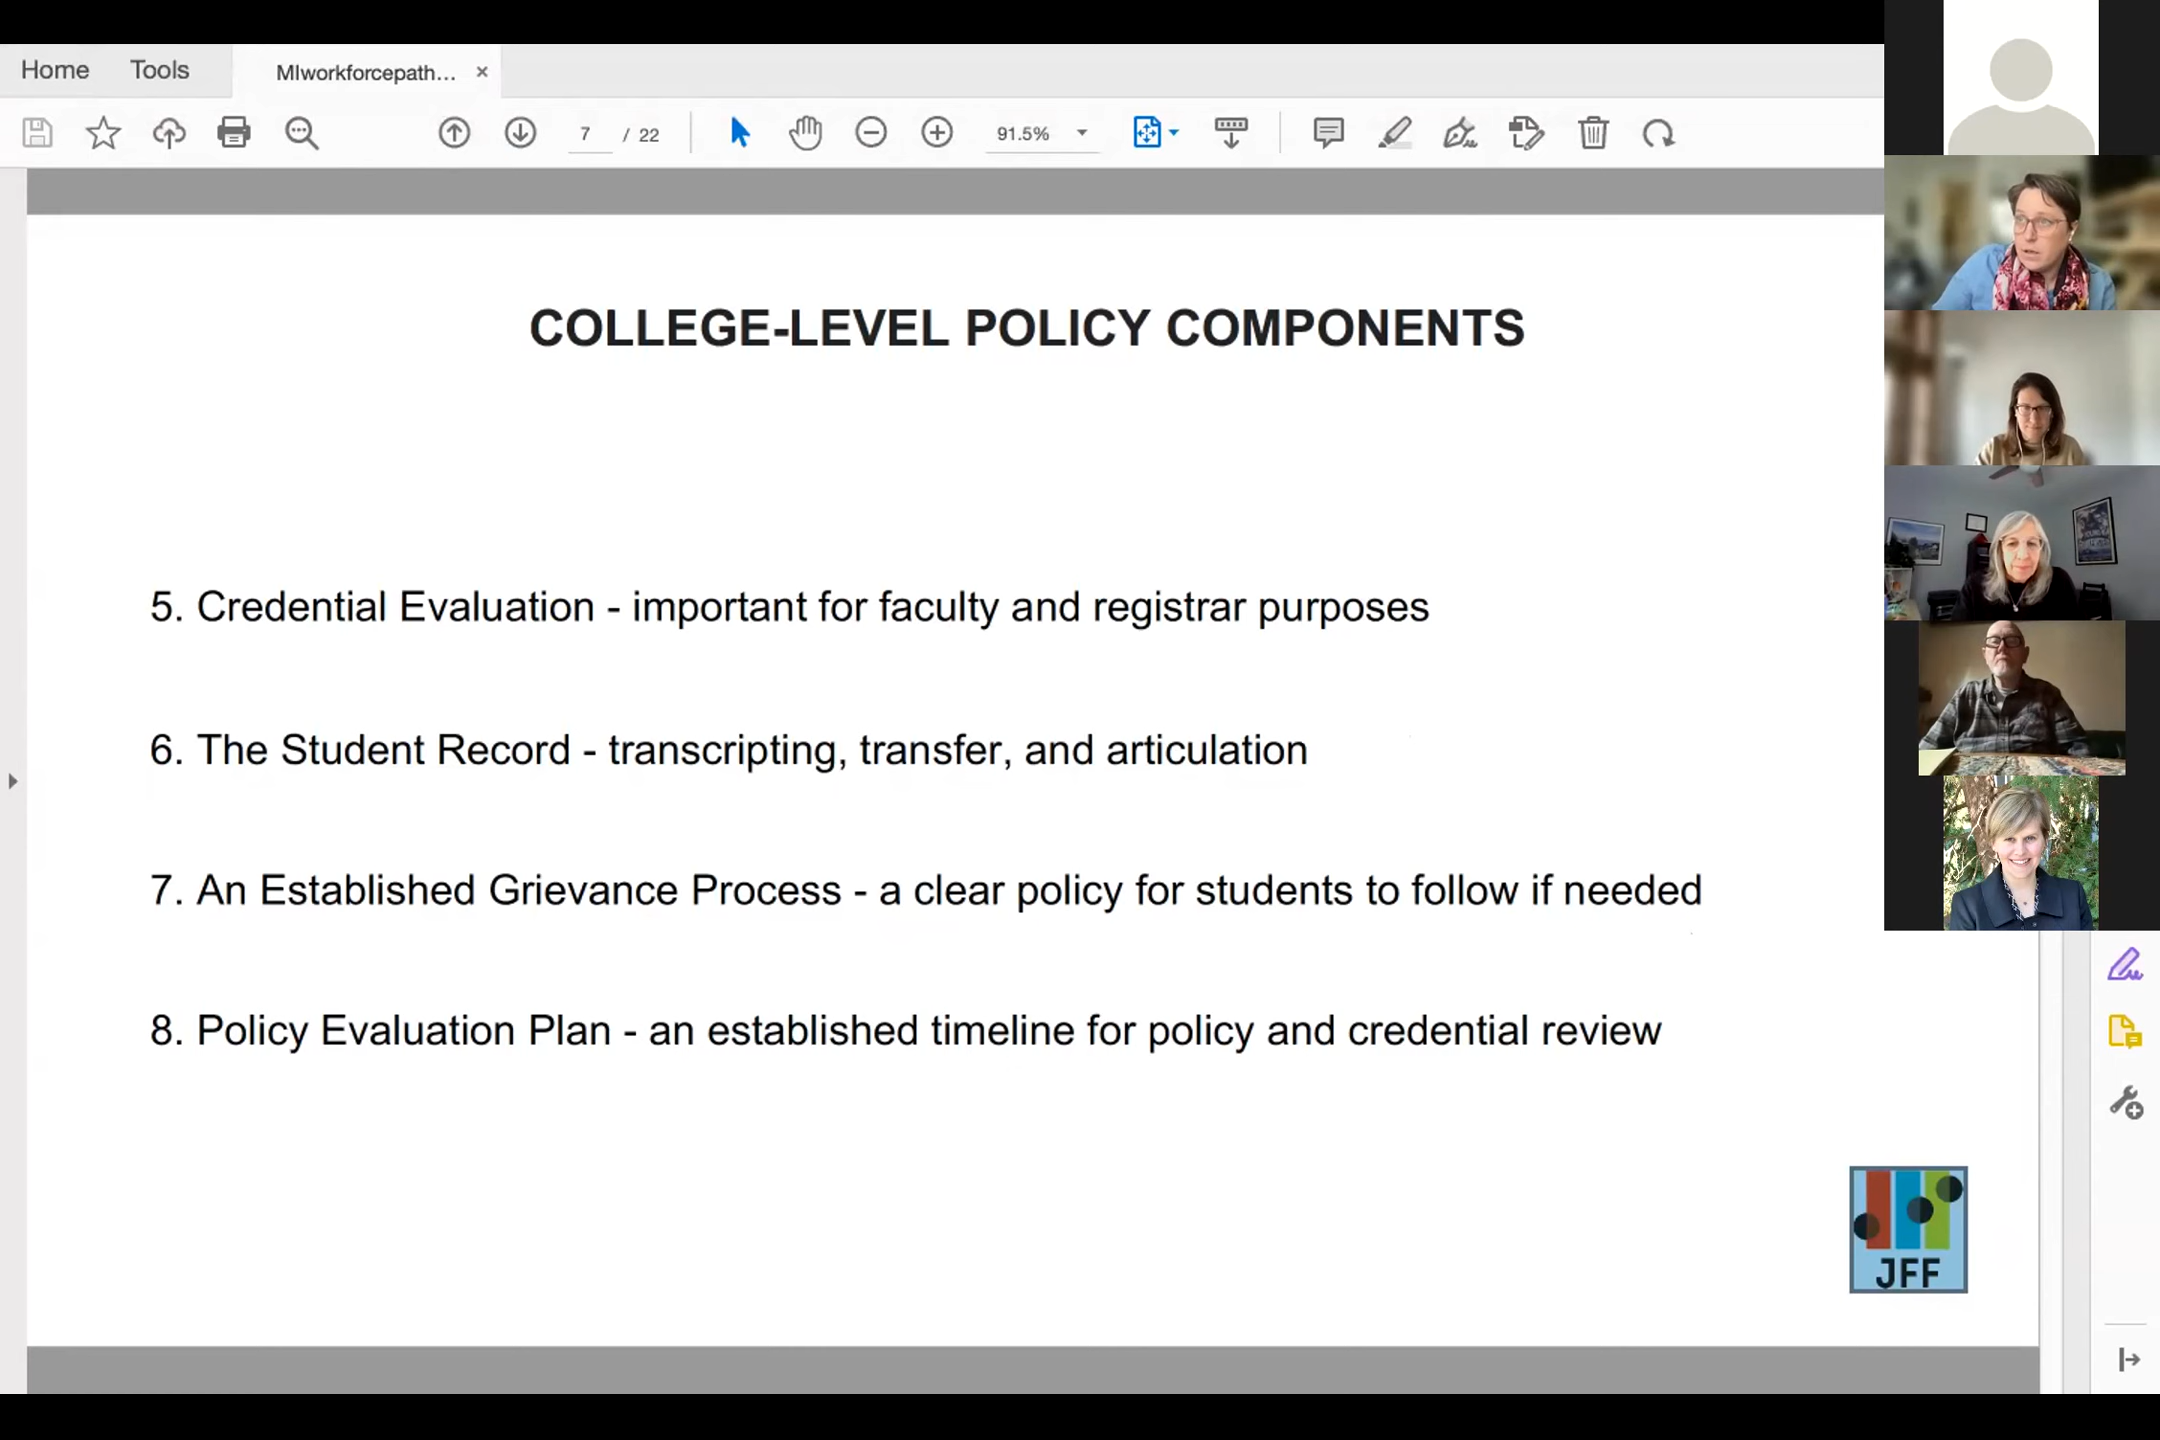 Home Tools MIworkforcepath... ×
7 / 22 91.5%
COLLEGE-LEVEL POLICY COMPONENTS
5. Credential Evaluation - important for faculty and registrar purposes
6. The Student Record - transcripting, transfer, and articulation
7. An Established Grievance Process - a clear policy for students to follow if needed
8. Policy Evaluation Plan - an established timeline for policy and credential review
JFF